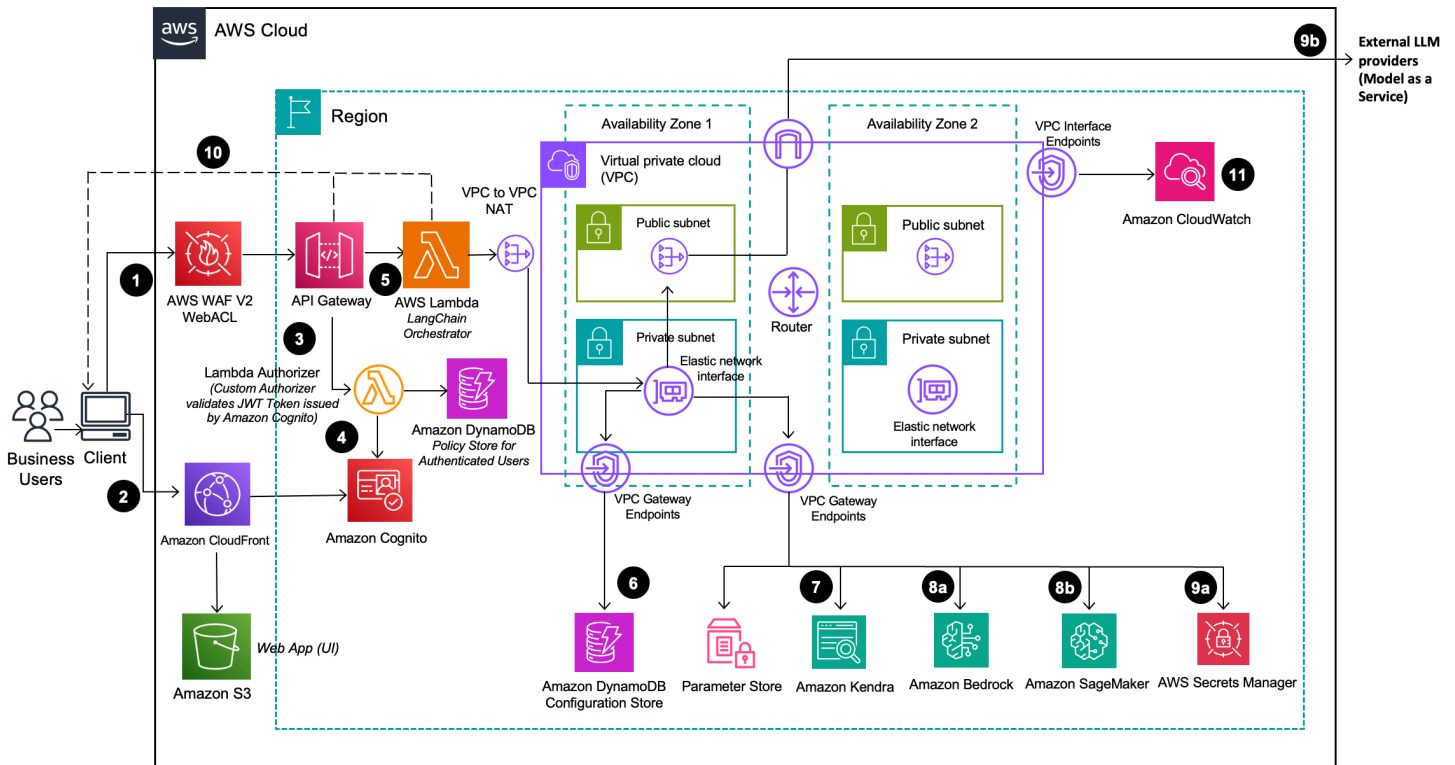 aws
AWS Cloud
9b
External LLM
providers
(Model as a
Service)
Region
Availability Zone 1
Availability Zone 2
VPC Interface
Endpoints
10
Virtual private cloud
(VPC)
11
Amazon CloudWatch
VPC to VPC
NAT
Public subnet
Public subnet
1
5
AWS WAF V2
WebACL
API Gateway
AWS Lambda
LangChain
Orchestrator
Router
3
Private subnet
Private subnet
Elastic network
interface
Lambda Authorizer
(Custom Authorizer
validates JWT Token issued
by Amazon Cognito)
4
Amazon DynamoDB
Policy Store for
Authenticated Users
Elastic network
interface
Business
Users
Client
2
Amazon CloudFront
Amazon Cognito
VPC Gateway
Endpoints
VPC Gateway
Endpoints
6
7
8a
8b
9a
Web App (UI)
Amazon S3
Amazon DynamoDB
Configuration Store
Parameter Store
Amazon Kendra
Amazon Bedrock
Amazon SageMaker
AWS Secrets Manager